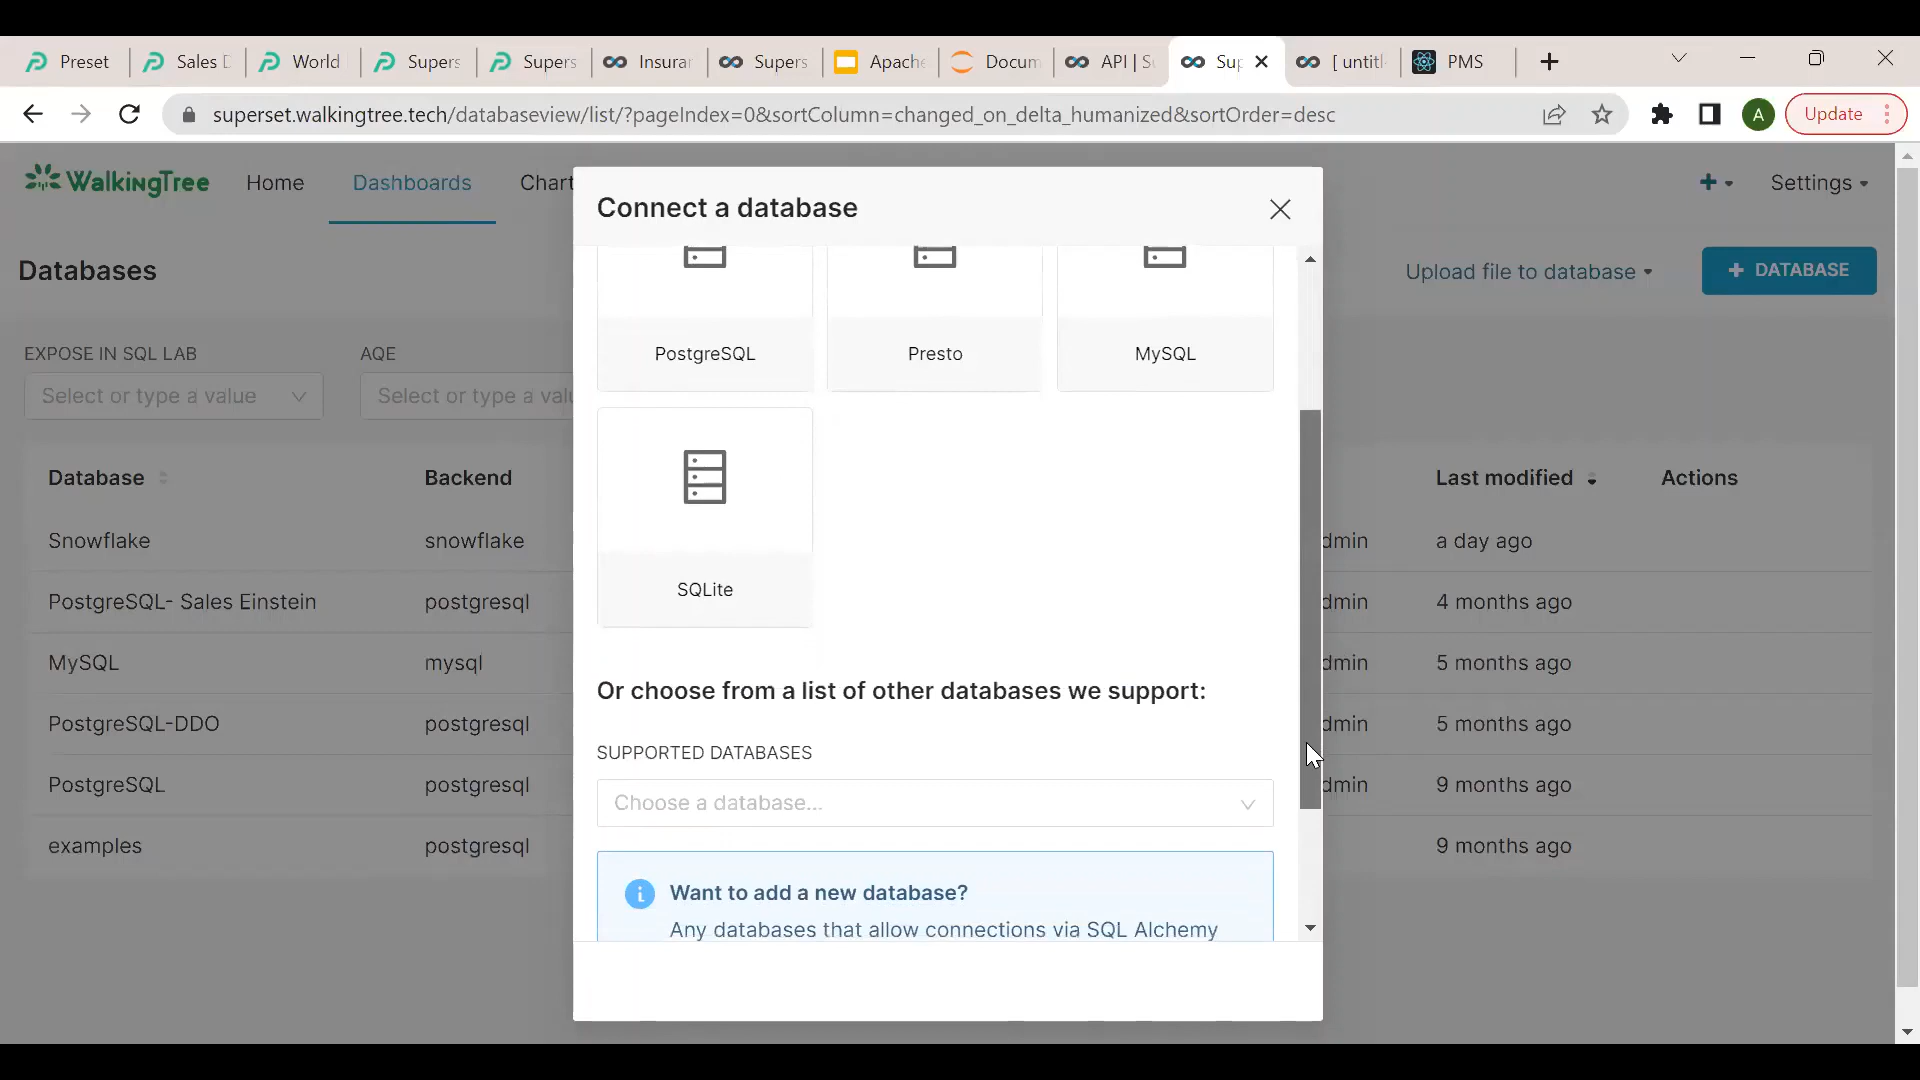 Preset
Sales D
World
Supers
Supers
Insuran
Supers
Apache
Docum
API | Su
Sup
[ untitl
PMS
superset.walkingtree.tech/databaseview/list/?pageIndex=0&sortColumn=changed_on_delta_humanized&sortOrder=desc
A
Update
WalkingTree
Home
Dashboards
Chart
Settings
Connect a database
Databases
Upload file to database
+ DATABASE
EXPOSE IN SQL LAB
AQE
Select or type a value
Select or type a valu
PostgreSQL
Presto
MySQL
SQLite
Or choose from a list of other databases we support:
SUPPORTED DATABASES
Choose a database...
Want to add a new database?
Any databases that allow connections via SQL Alchemy
Database
Backend
Last modified
Actions
Snowflake
snowflake
dmin
a day ago
PostgreSQL- Sales Einstein
postgresql
dmin
4 months ago
MySQL
mysql
dmin
5 months ago
PostgreSQL-DDO
postgresql
dmin
5 months ago
PostgreSQL
postgresql
dmin
9 months ago
examples
postgresql
9 months ago